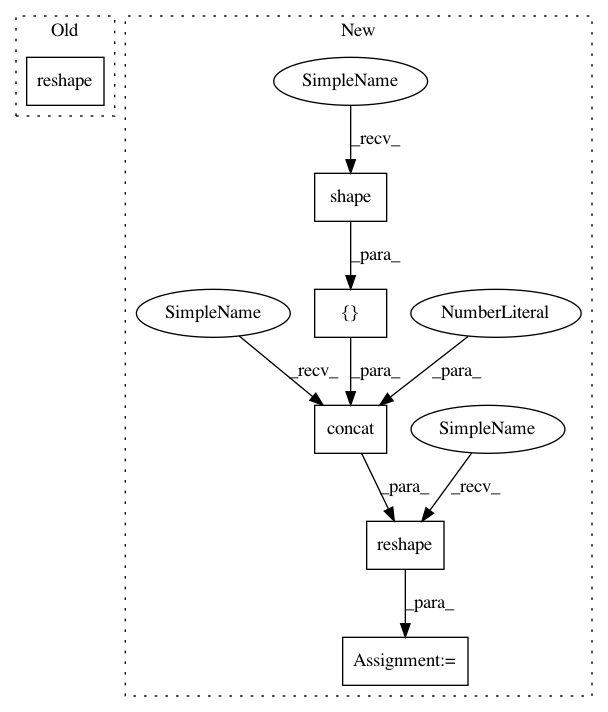 Old
New
reshape
SimpleName
_recv_
shape
_para_
SimpleName
{}
NumberLiteral
_recv_
_para_
_para_
concat
SimpleName
_para_
_recv_
reshape
_para_
Assignment:=